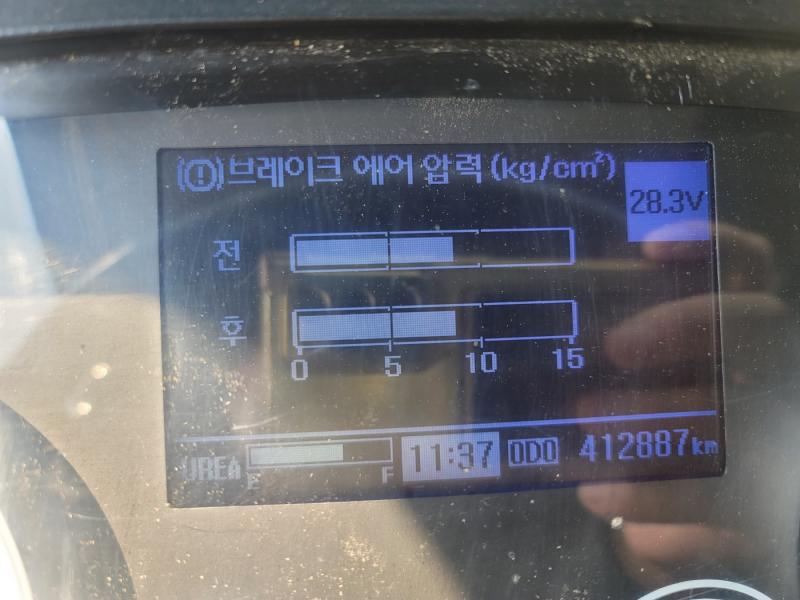 (!)브레이크 에어 압력(kg/cm²)
28.3V
전
후
0 5 10 15
UREA E F 11:37 ODO 412887km